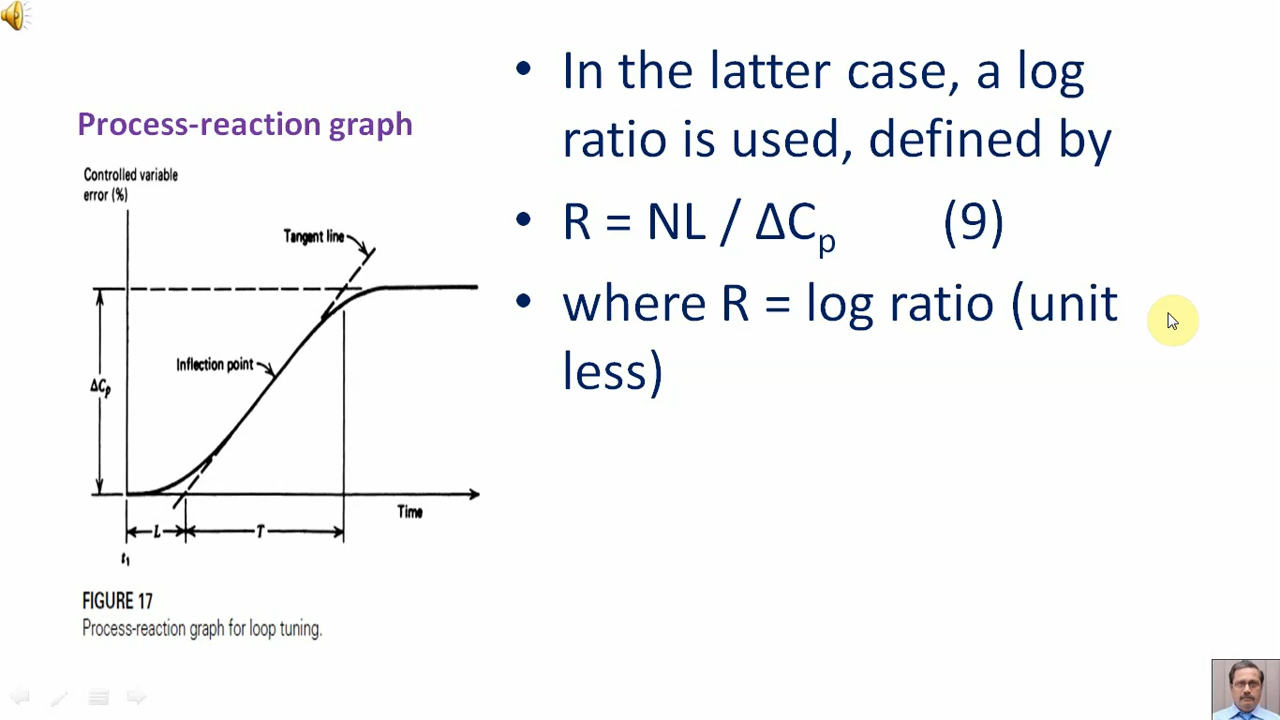 Process-reaction graph
Controlled variable
error (%)
Tangent line
Inflection point
ΔCp
L
T
Time
t1
FIGURE 17
Process-reaction graph for loop tuning.
• In the latter case, a log
ratio is used, defined by
• R = NL / ΔCp (9)
• where R = log ratio (unit
less)